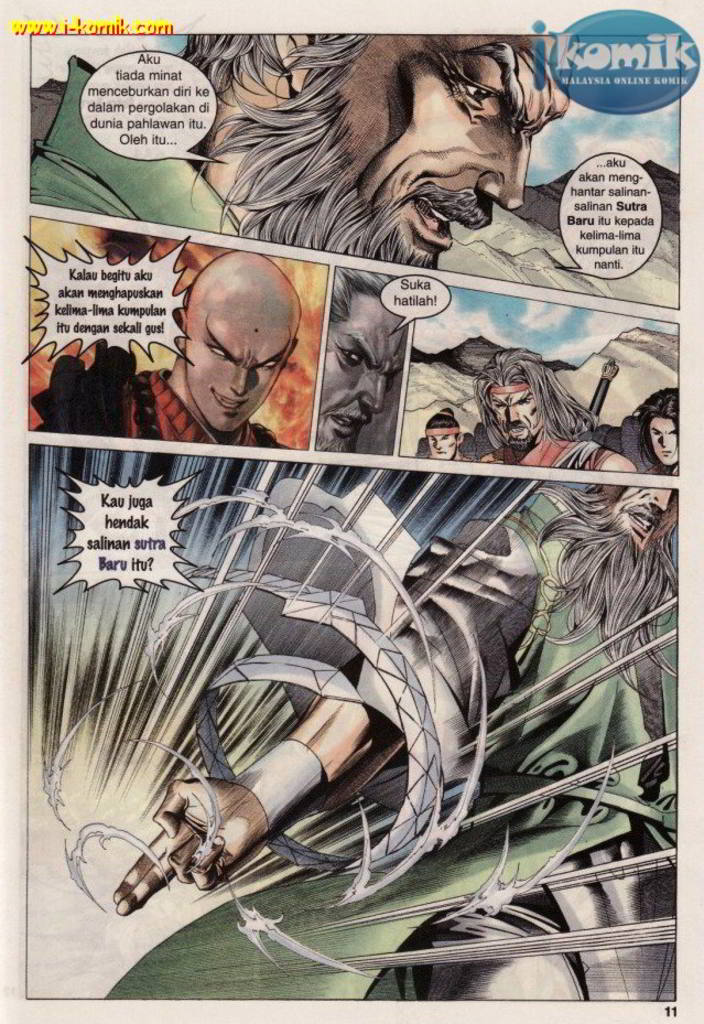 www.i-komik.com
ikomik
MALAYSIA ONLINE KOMIK
Aku
tiada minat
menceburkan diri ke
dalam pergolakan di
dunia pahlawan itu.
Oleh itu...
...aku
akan meng-
hantar salinan-
salinan Sutra
Baru itu kepada
kelima-lima
kumpulan itu
nanti.
Kalau begitu aku
akan menghapuskan
kelima-lima kumpulan
itu dengan sekali gus!
Suka
hatilah!
Kau juga
hendak
salinan sutra
Baru itu?
11